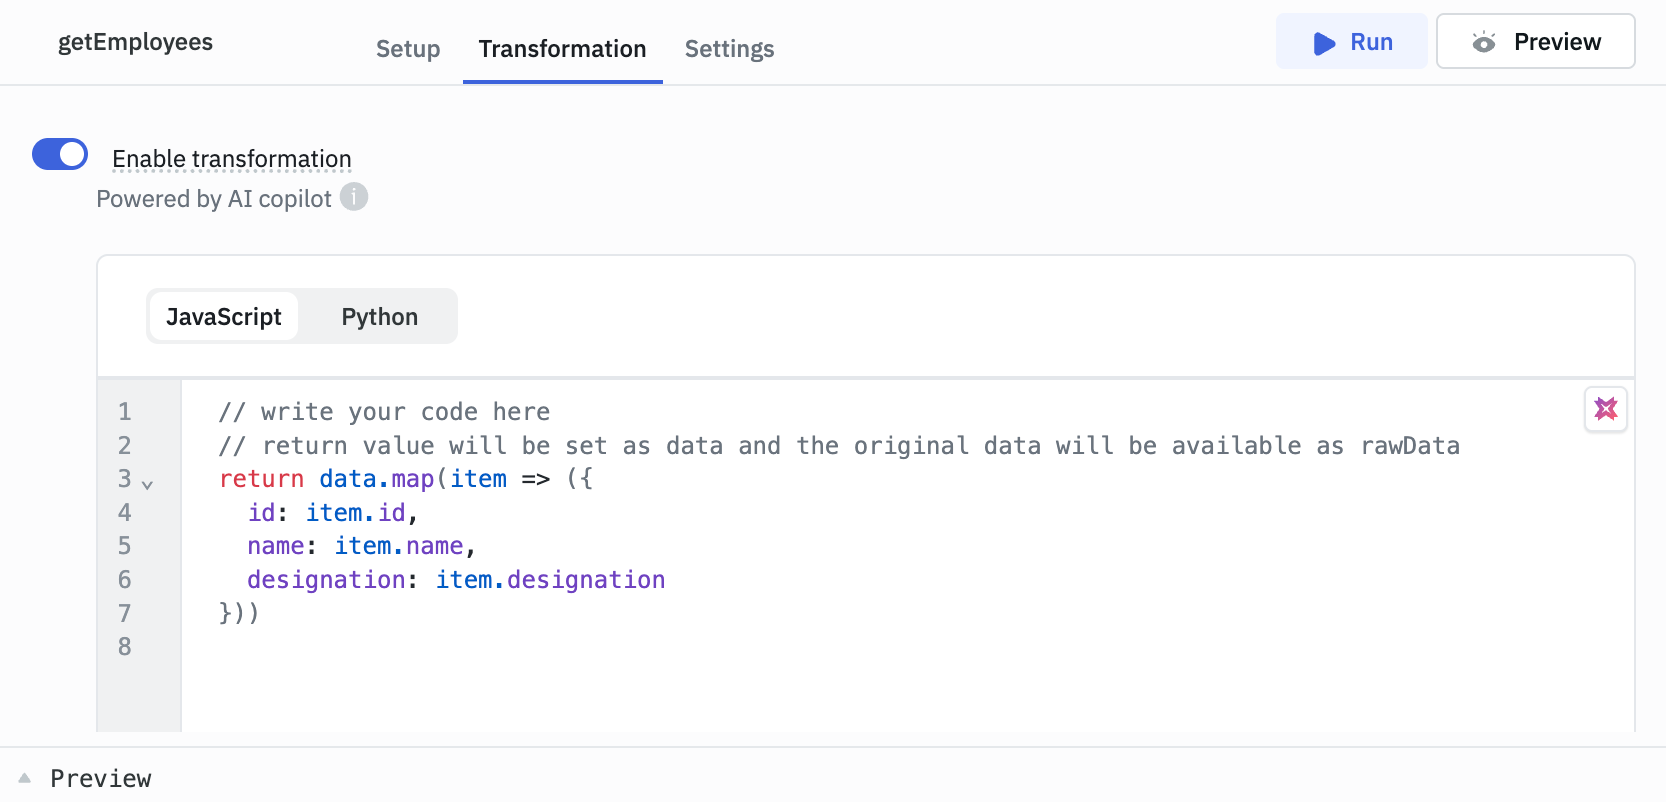 getEmployees
Setup
Transformation
Settings
Run
Preview
Enable transformation
Powered by AI copilot
i
JavaScript
Python
1 // write your code here
2 // return value will be set as data and the original data will be available as rawData
3 return data.map(item => ({
4   id: item.id,
5   name: item.name,
6   designation: item.designation
7 }))
8
Preview